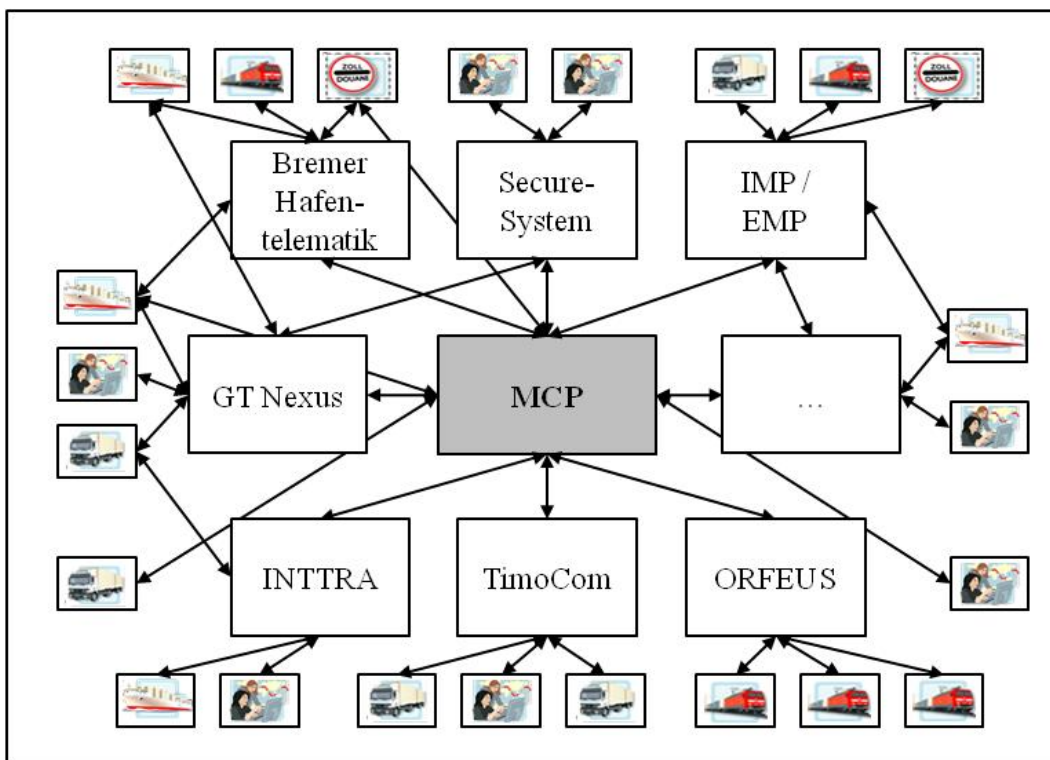 ZOLL
DOUANE
ZOLL
DOUANE
Bremer
Hafen-
telematik
Secure-
System
IMP /
EMP
GT Nexus
MCP
...
INTTRA
TimoCom
ORFEUS